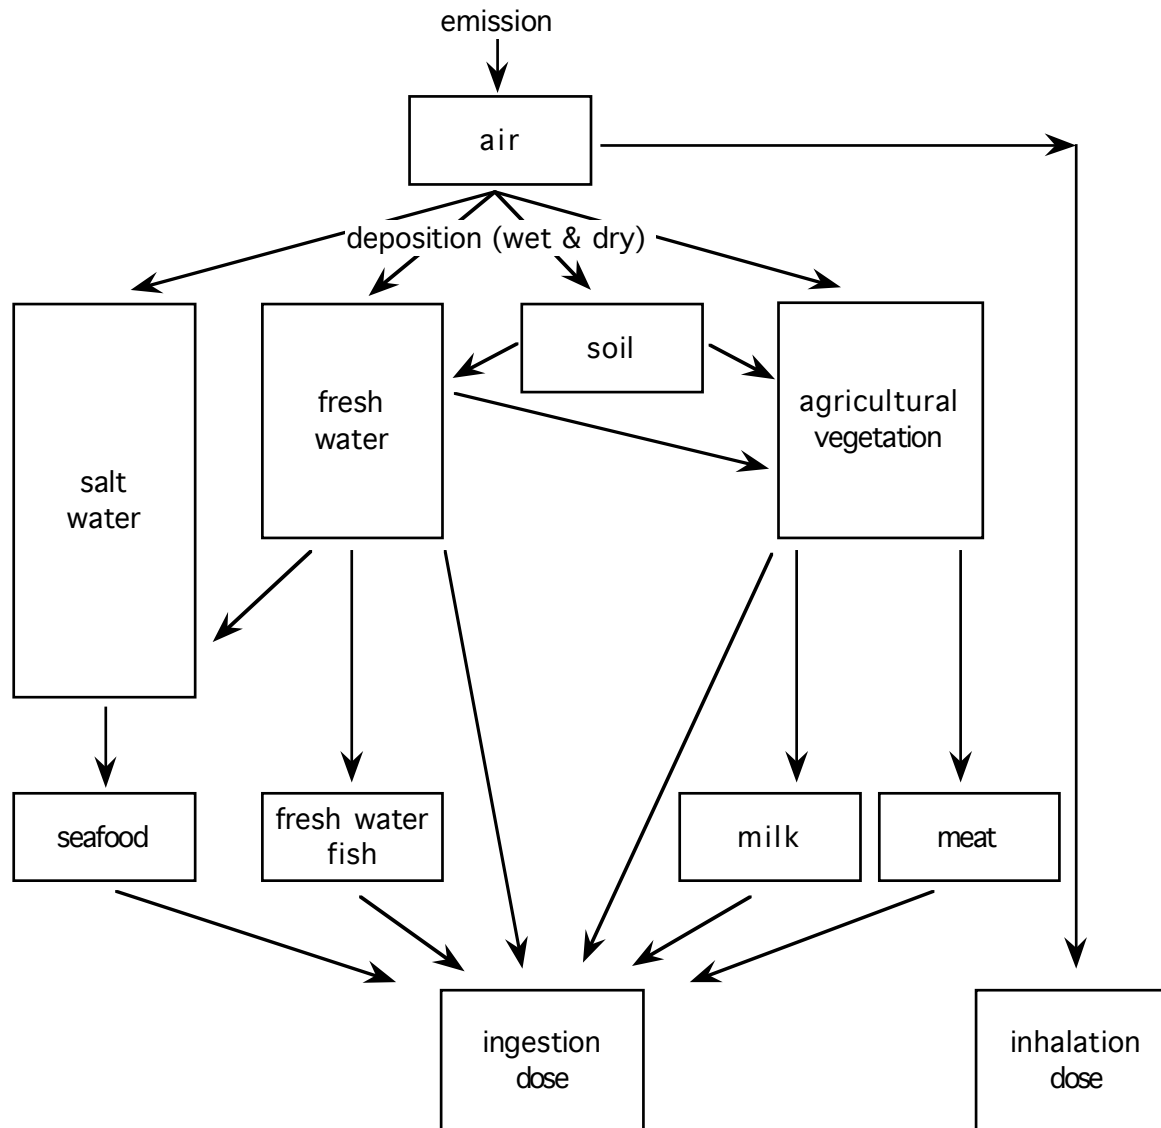 emission
air
deposition (wet & dry)
soil
fresh
water
agricultural
vegetation
salt
water
seafood
fresh water
fish
milk
meat
ingestion
dose
inhalation
dose